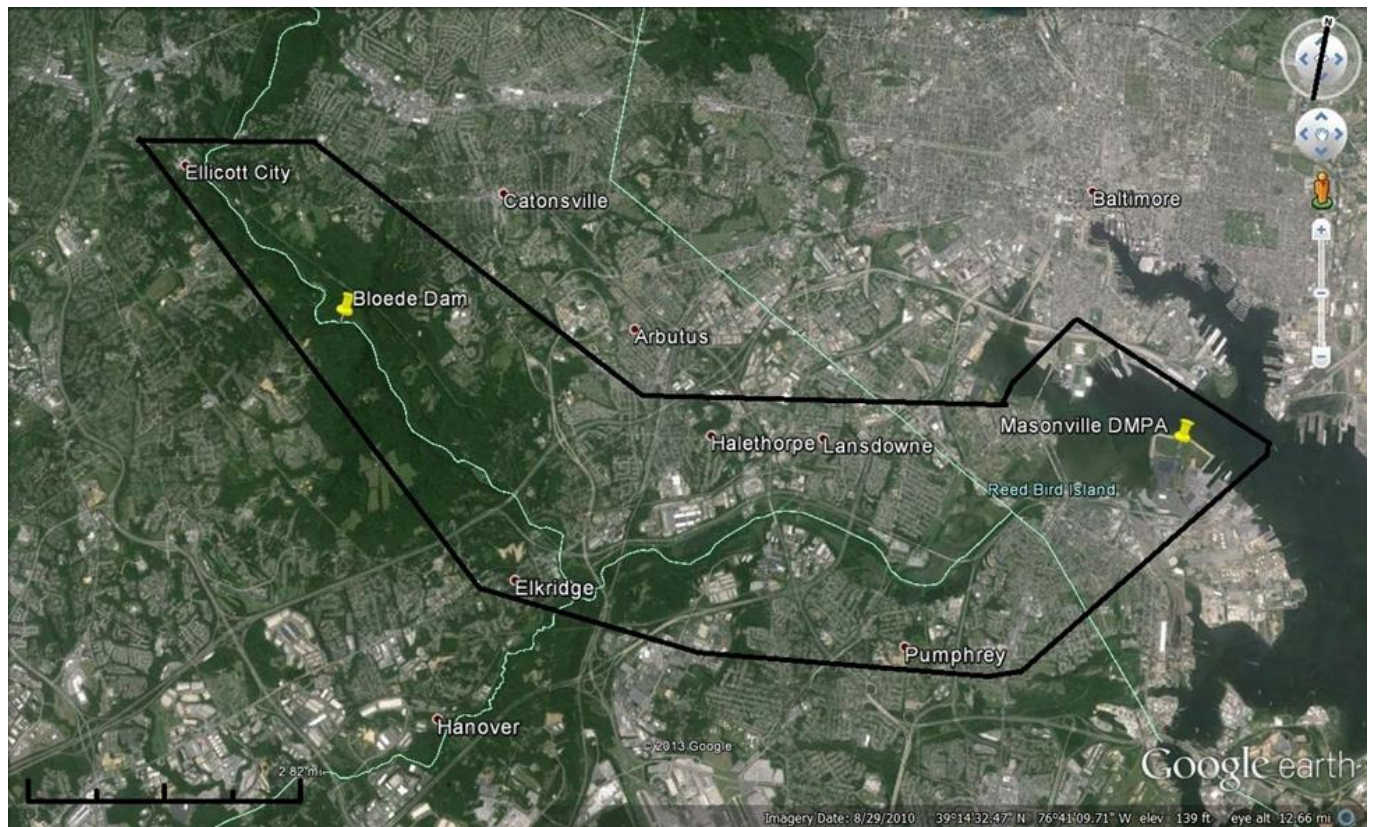 N
Ellicott City
Catonsville
Baltimore
Bloede Dam
Arbutus
Masonville DMPA
Halethorpe
Lansdowne
Reed Bird Island
Elkridge
Pumphrey
Hanover
© 2013 Google
2.82 mi
Google earth
Imagery Date: 8/29/2010 39°14'32.47" N 76°41'09.71" W elev 139 ft eye alt 12.66 mi